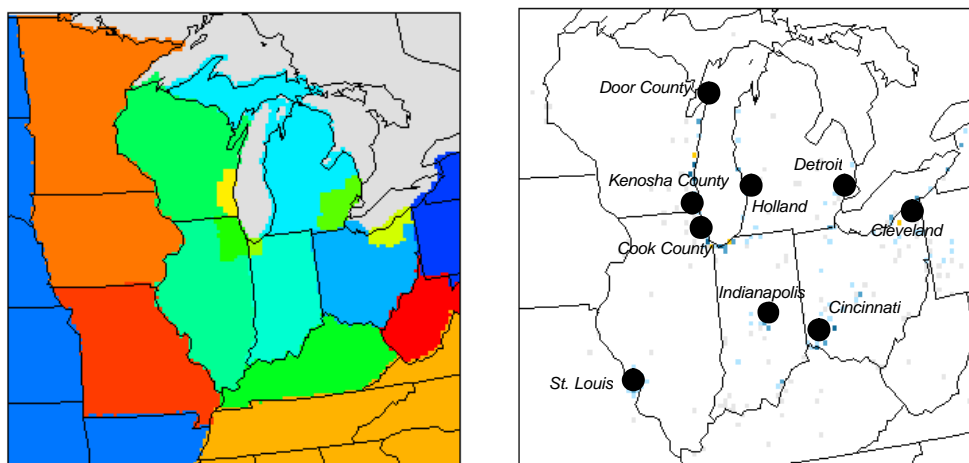 Door County
Detroit
Kenosha County
Holland
Cleveland
Cook County
Indianapolis
Cincinnati
St. Louis